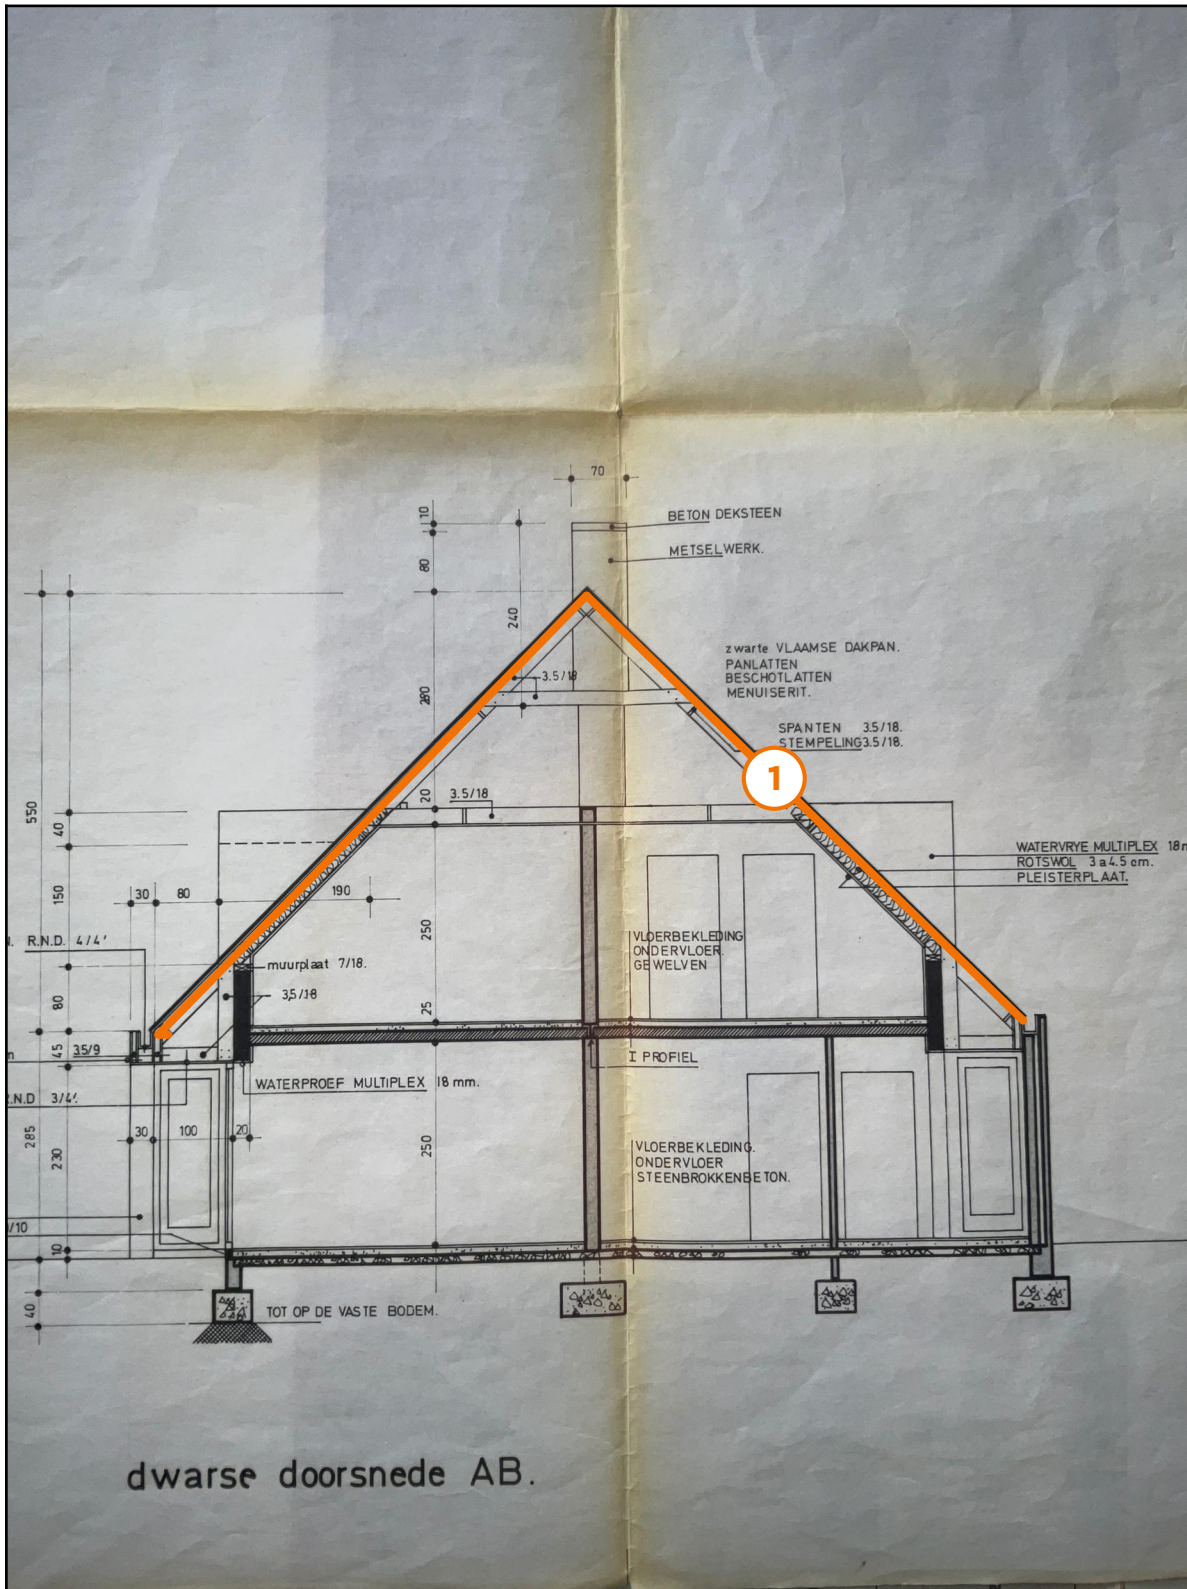 70
10
BETON DEKSTEEN
METSELWERK.
80
240
zwarte VLAAMSE DAKPAN.
PANLATTEN
BESCHOTLATTEN
MENUISERIT.
3.5/18
SPANTEN 3.5/18.
STEMPELING 3.5/18.
1
550
40
20
3.5/18
WATERVRYE MULTIPLEX 18m
ROTSWOL 3 a 4.5 cm.
PLEISTERPLAAT.
150
30
80
190
250
VLOERBEKLEDING
ONDERVLOER.
GEWELVEN
R.N.D. 4/4'
muurplaat 7/18.
3,5/18
80
25
45
3.5/9
I PROFIEL
WATERPROEF MULTIPLEX 18 mm.
.N.D 3/4'.
285
230
30
100
20
250
VLOERBEKLEDING.
ONDERVLOER
STEENBROKKENBETON.
/10
10
40
TOT OP DE VASTE BODEM.
dwarse doorsnede AB.